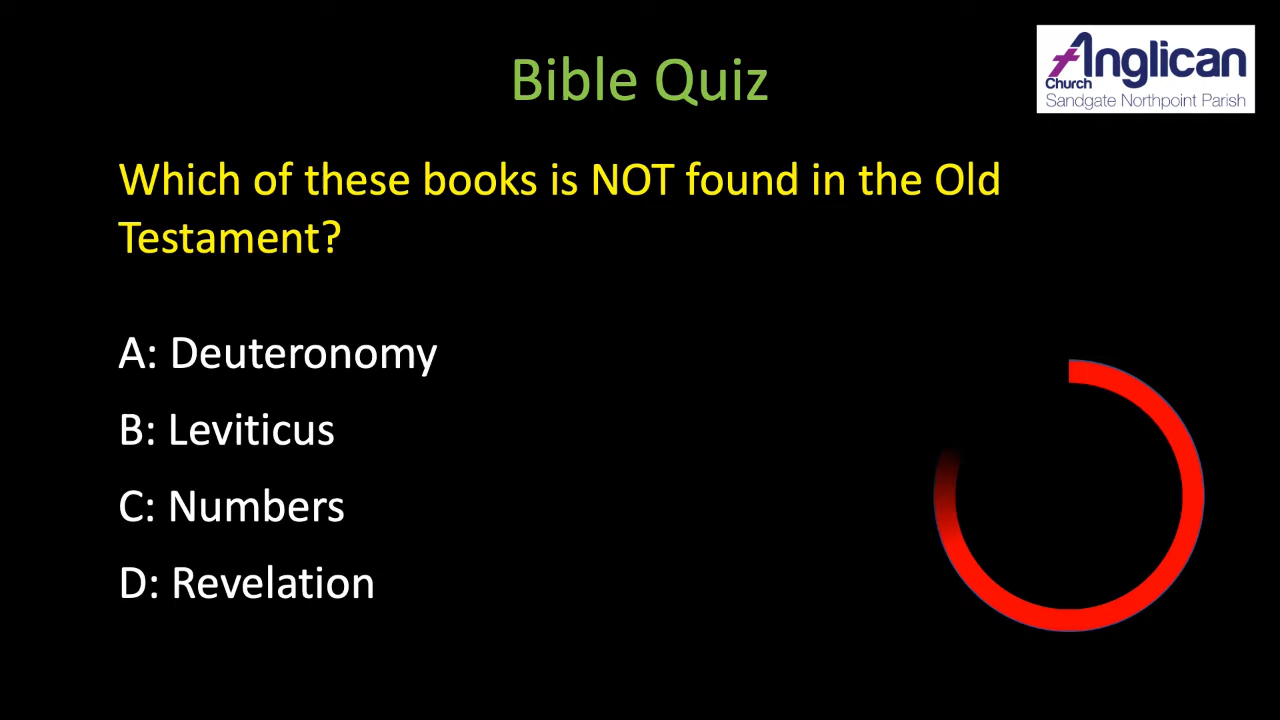 Bible Quiz
Anglican
Church
Sandgate Northpoint Parish
Which of these books is NOT found in the Old
Testament?
A: Deuteronomy
B: Leviticus
C: Numbers
D: Revelation